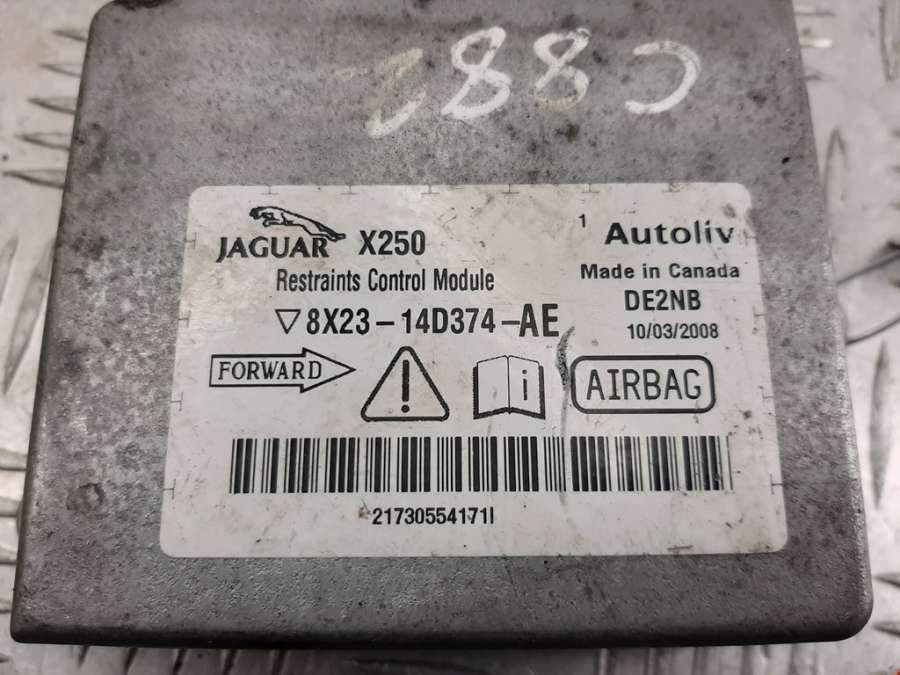 C882
JAGUAR X250
1 Autoliv
Restraints Control Module
Made in Canada
8X23-14D374-AE
DE2NB
10/03/2008
FORWARD
i
AIRBAG
21730554171I